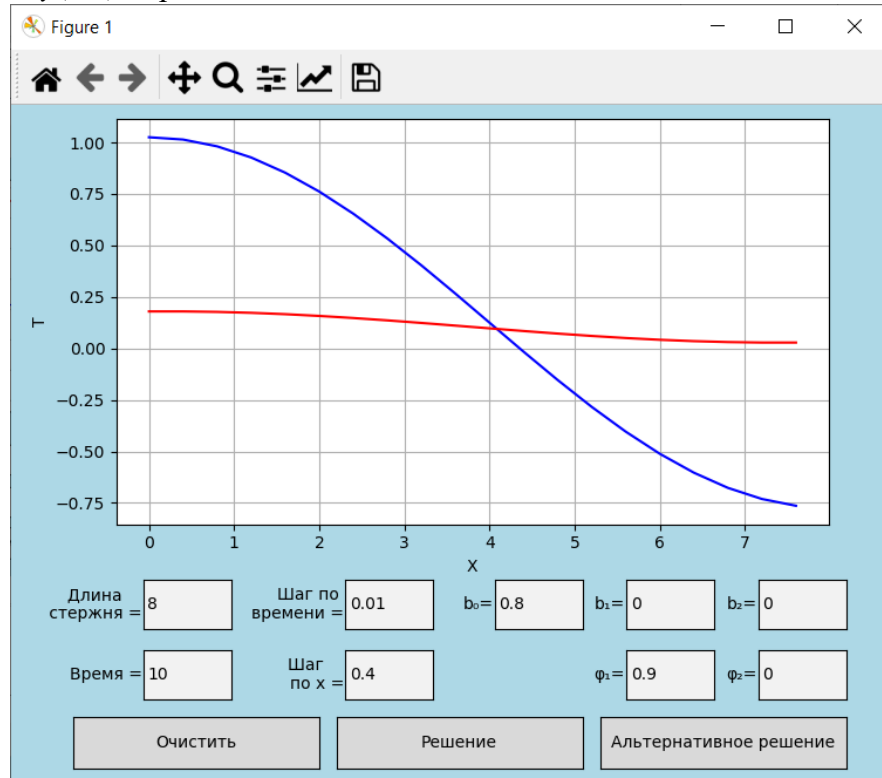 Figure 1
1.00
0.75
0.50
0.25
0.00
−0.25
−0.50
−0.75
T
0 1 2 3 4 5 6 7
X
Длина
стержня = 8
Шаг по
времени = 0.01
b₀= 0.8
b₁= 0
b₂= 0
Время = 10
Шаг
по x = 0.4
φ₁= 0.9
φ₂= 0
Очистить
Решение
Альтернативное решение